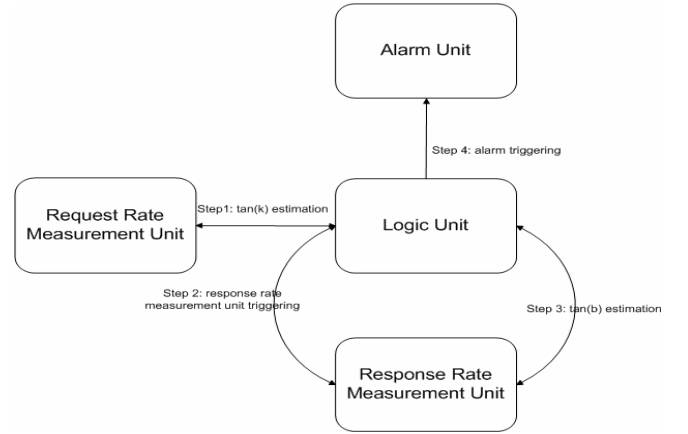 Alarm Unit
Step 4: alarm triggering
Request Rate
Measurement Unit
Step1: tan(k) estimation
Logic Unit
Step 2: response rate
measurement unit triggering
Step 3: tan(b) estimation
Response Rate
Measurement Unit